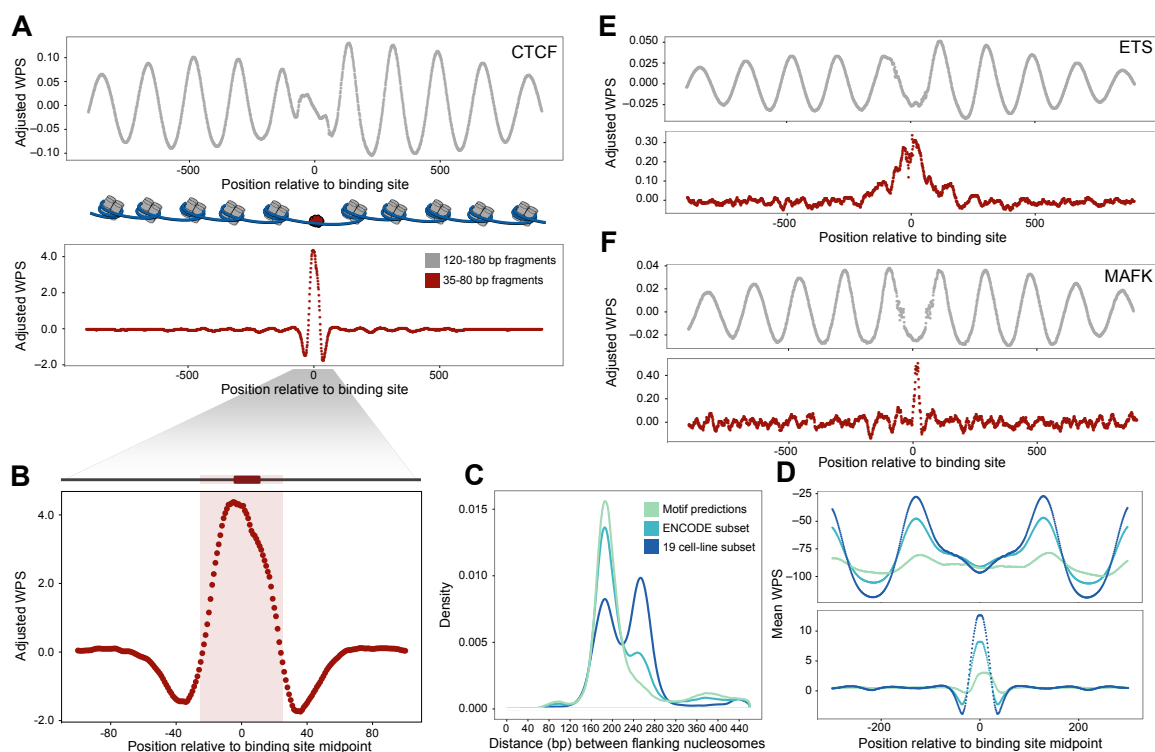 A
CTCF
Adjusted WPS
0.10
0.05
0.00
−0.05
−0.10
-500
0
500
Position relative to binding site
Adjusted WPS
4.0
0.0
−2.0
120-180 bp fragments
35-80 bp fragments
-500
0
500
Position relative to binding site
B
Adjusted WPS
4.0
2.0
0.0
-2.0
-80
-40
0
40
80
Position relative to binding site midpoint
C
Density
0.015
0.010
0.005
0.000
Motif predictions
ENCODE subset
19 cell-line subset
0 40 80 120 160 200 240 280 320 360 400 440
Distance (bp) between flanking nucleosomes
D
Mean WPS
−25
−50
−75
−100
10
5
0
-200
0
200
Position relative to binding site midpoint
E
ETS
Adjusted WPS
0.050
0.025
0.000
−0.025
0.30
0.20
0.10
0.00
-500
0
500
Position relative to binding site
F
MAFK
Adjusted WPS
0.04
0.02
0.00
−0.02
0.40
0.20
0.00
-500
0
500
Position relative to binding site